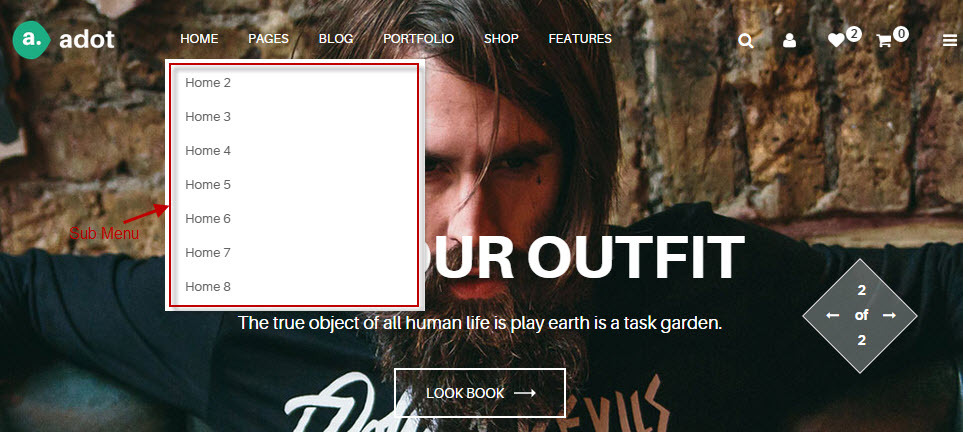 a. adot HOME PAGES BLOG PORTFOLIO SHOP FEATURES 2 0
Home 2
Home 3
Home 4
Home 5
Home 6
Home 7
Home 8
Sub Menu
OUR OUTFIT
The true object of all human life is play earth is a task garden.
2
of
2
LOOK BOOK
DEVILS